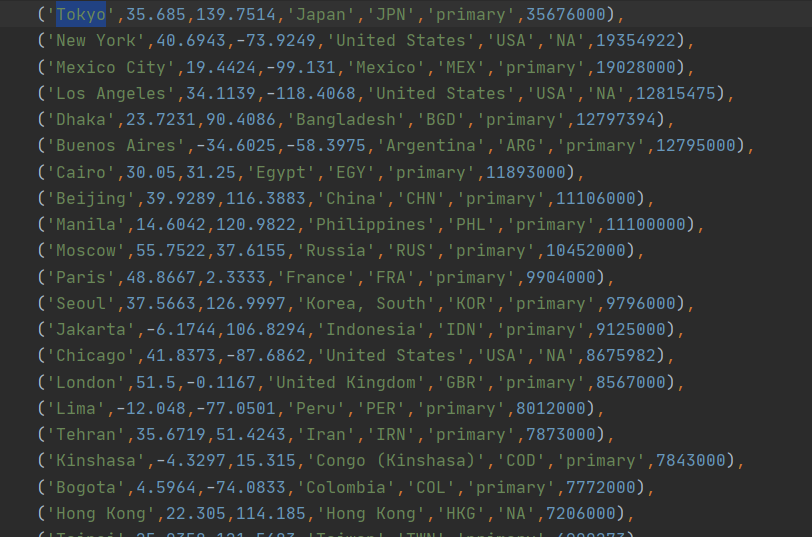 ('Tokyo',35.685,139.7514,'Japan','JPN','primary',35676000),
('New York',40.6943,-73.9249,'United States','USA','NA',19354922),
('Mexico City',19.4424,-99.131,'Mexico','MEX','primary',19028000),
('Los Angeles',34.1139,-118.4068,'United States','USA','NA',12815475),
('Dhaka',23.7231,90.4086,'Bangladesh','BGD','primary',12797394),
('Buenos Aires',-34.6025,-58.3975,'Argentina','ARG','primary',12795000),
('Cairo',30.05,31.25,'Egypt','EGY','primary',11893000),
('Beijing',39.9289,116.3883,'China','CHN','primary',11106000),
('Manila',14.6042,120.9822,'Philippines','PHL','primary',11100000),
('Moscow',55.7522,37.6155,'Russia','RUS','primary',10452000),
('Paris',48.8667,2.3333,'France','FRA','primary',9904000),
('Seoul',37.5663,126.9997,'Korea, South','KOR','primary',9796000),
('Jakarta',-6.1744,106.8294,'Indonesia','IDN','primary',9125000),
('Chicago',41.8373,-87.6862,'United States','USA','NA',8675982),
('London',51.5,-0.1167,'United Kingdom','GBR','primary',8567000),
('Lima',-12.048,-77.0501,'Peru','PER','primary',8012000),
('Tehran',35.6719,51.4243,'Iran','IRN','primary',7873000),
('Kinshasa',-4.3297,15.315,'Congo (Kinshasa)','COD','primary',7843000),
('Bogota',4.5964,-74.0833,'Colombia','COL','primary',7772000),
('Hong Kong',22.305,114.185,'Hong Kong','HKG','NA',7206000),